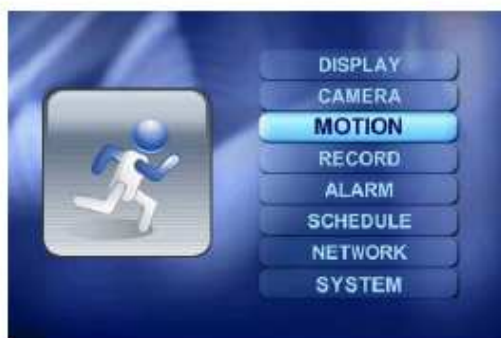 DISPLAY
CAMERA
MOTION
RECORD
ALARM
SCHEDULE
NETWORK
SYSTEM